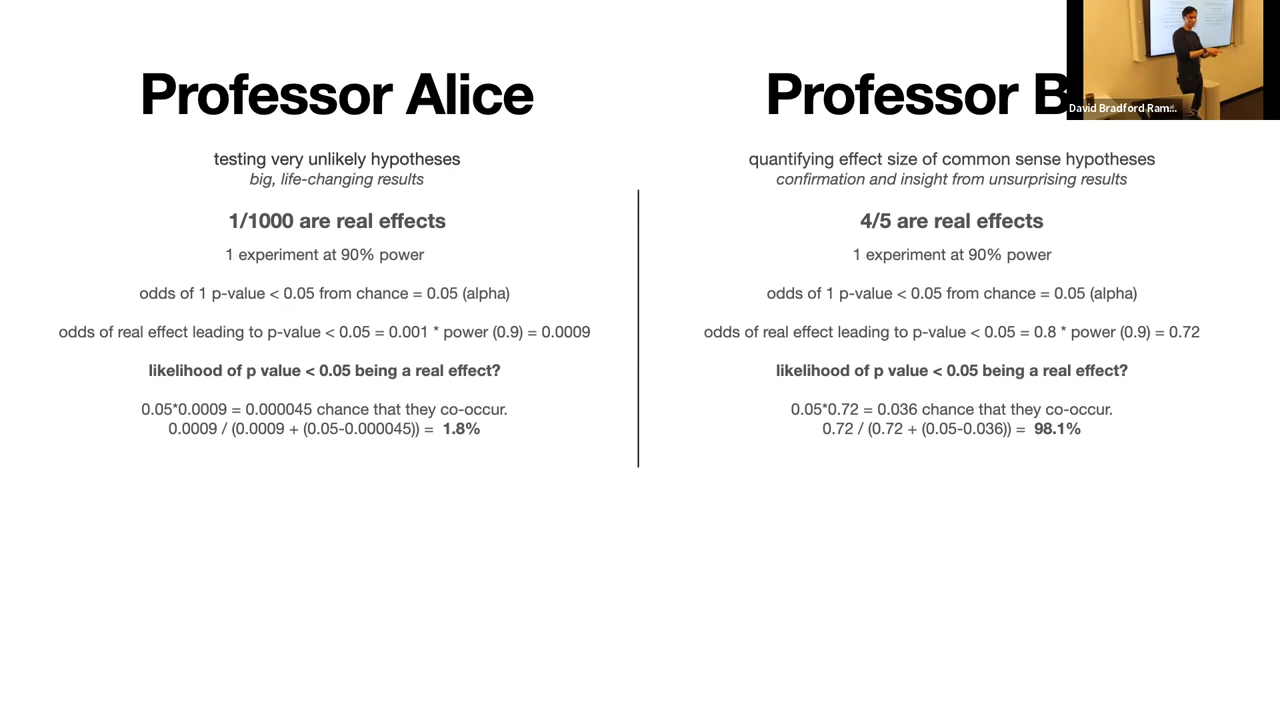 Professor Alice
testing very unlikely hypotheses
big, life-changing results
1/1000 are real effects
1 experiment at 90% power
odds of 1 p-value < 0.05 from chance = 0.05 (alpha)
odds of real effect leading to p-value < 0.05 = 0.001 * power (0.9) = 0.0009
likelihood of p value < 0.05 being a real effect?
0.05*0.0009 = 0.000045 chance that they co-occur.
0.0009 / (0.0009 + (0.05-0.000045)) = 1.8%
Professor B
quantifying effect size of common sense hypotheses
confirmation and insight from unsurprising results
4/5 are real effects
1 experiment at 90% power
odds of 1 p-value < 0.05 from chance = 0.05 (alpha)
odds of real effect leading to p-value < 0.05 = 0.8 * power (0.9) = 0.72
likelihood of p value < 0.05 being a real effect?
0.05*0.72 = 0.036 chance that they co-occur.
0.72 / (0.72 + (0.05-0.036)) = 98.1%
David Bradford Ram...